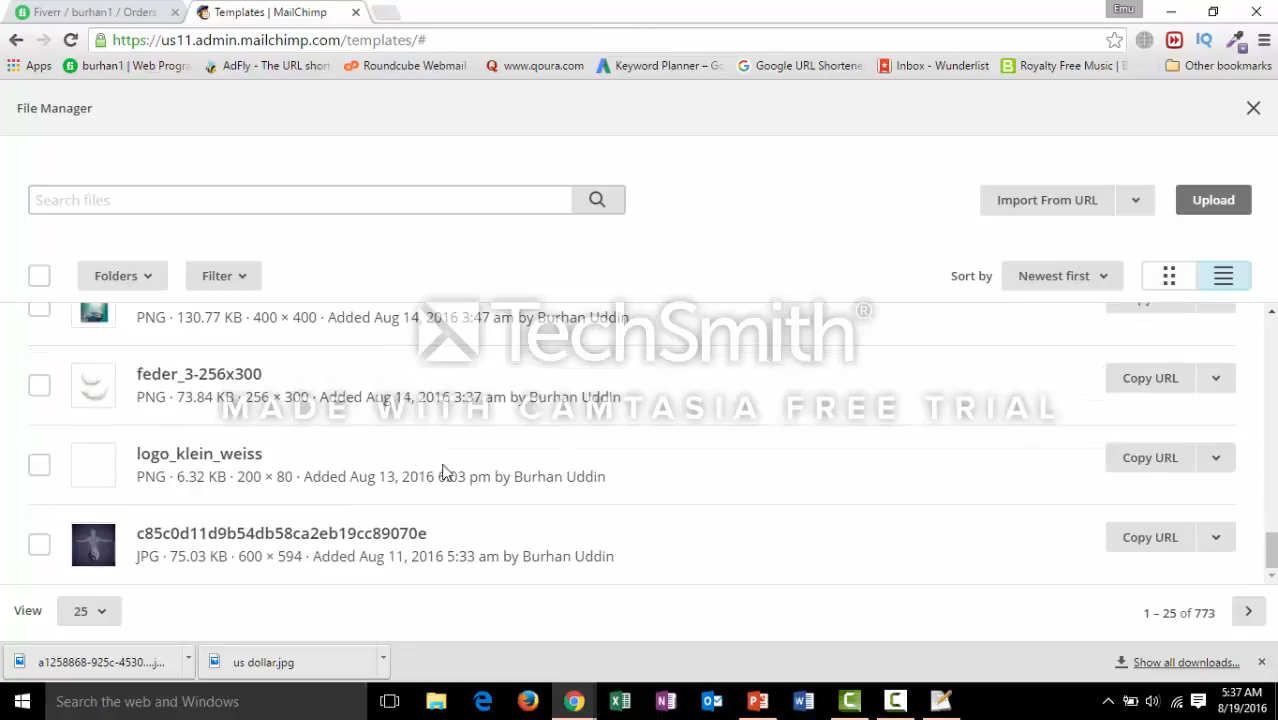 Fiverr / burhan1 / Orders
Templates | MailChimp
Emu
https://us11.admin.mailchimp.com/templates/#
Apps
burhan1 | Web Progra
AdFly - The URL short
Roundcube Webmail
www.qoura.com
Keyword Planner – Go
Google URL Shortene
Inbox - Wunderlist
Royalty Free Music |
Other bookmarks
File Manager
Search files
Import From URL
Upload
Folders
Filter
Sort by
Newest first
PNG · 130.77 KB · 400 × 400 · Added Aug 14, 2016 3:47 am by Burhan Uddin
TechSmith®
feder_3-256x300
Copy URL
PNG · 73.84 KB · 256 × 300 · Added Aug 14, 2016 3:37 am by Burhan Uddin
MADE WITH CAMTASIA FREE TRIAL
logo_klein_weiss
Copy URL
PNG · 6.32 KB · 200 × 80 · Added Aug 13, 2016 6:03 pm by Burhan Uddin
c85c0d11d9b54db58ca2eb19cc89070e
Copy URL
JPG · 75.03 KB · 600 × 594 · Added Aug 11, 2016 5:33 am by Burhan Uddin
View
25
1 – 25 of 773
a1258868-925c-4530....j...
us dollar.jpg
Show all downloads...
Search the web and Windows
5:37 AM
8/19/2016